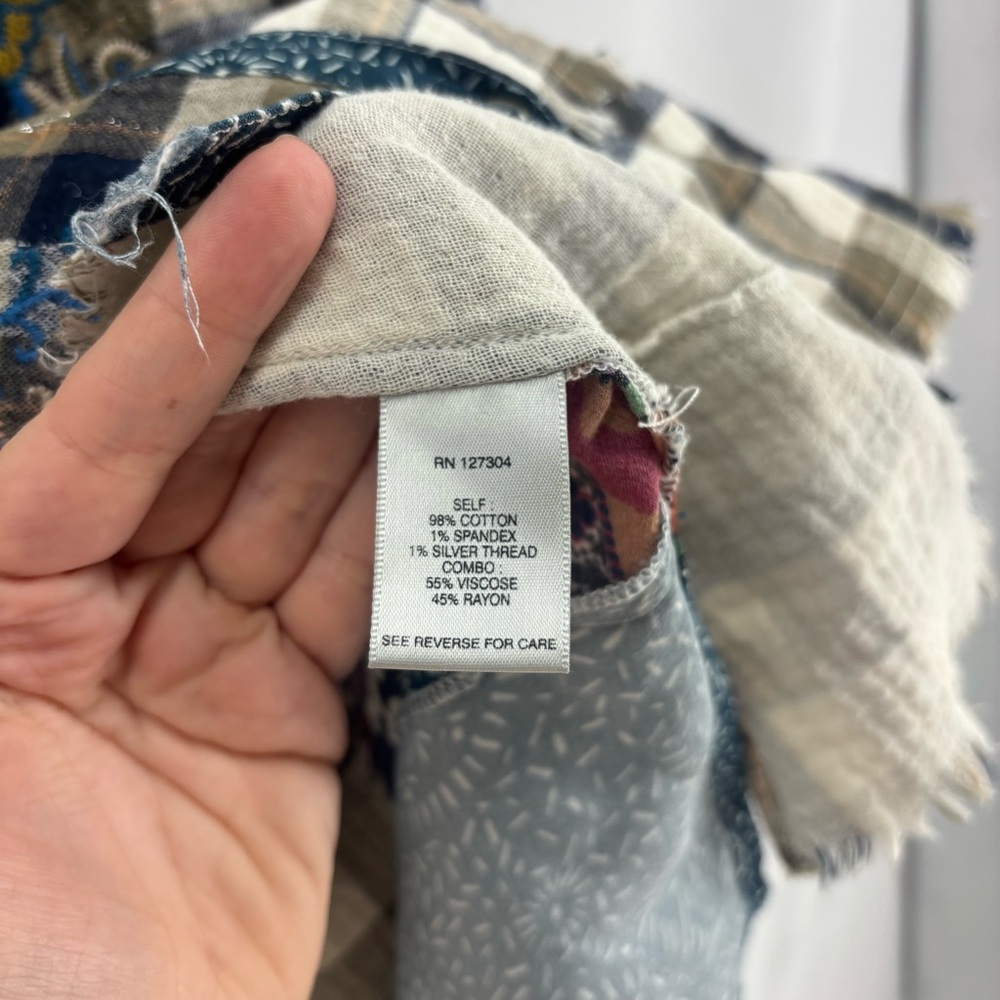 RN 127304
SELF :
98% COTTON
1% SPANDEX
1% SILVER THREAD
COMBO :
55% VISCOSE
45% RAYON
SEE REVERSE FOR CARE